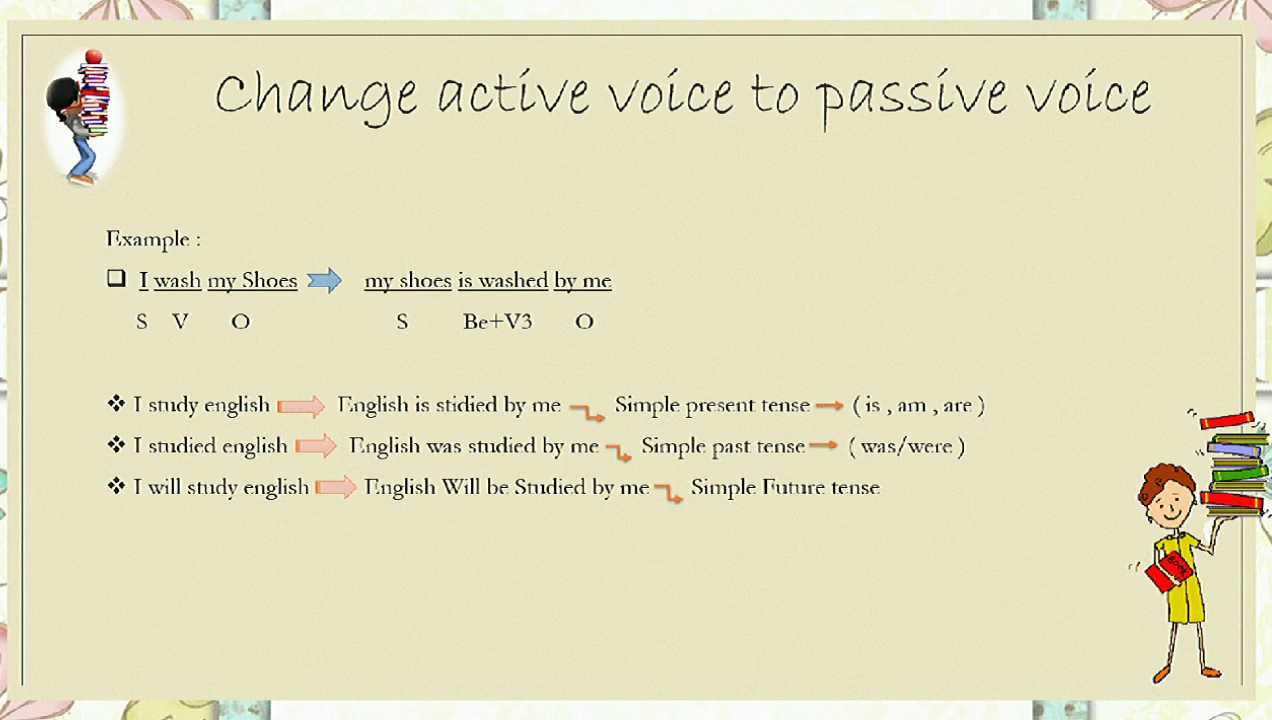 Change active voice to passive voice
Example :
I wash my Shoes my shoes is washed by me
S V O S Be+V3 O
I study english English is stidied by me Simple present tense ( is , am , are )
I studied english English was studied by me Simple past tense ( was/were )
I will study english English Will be Studied by me Simple Future tense
BOOK